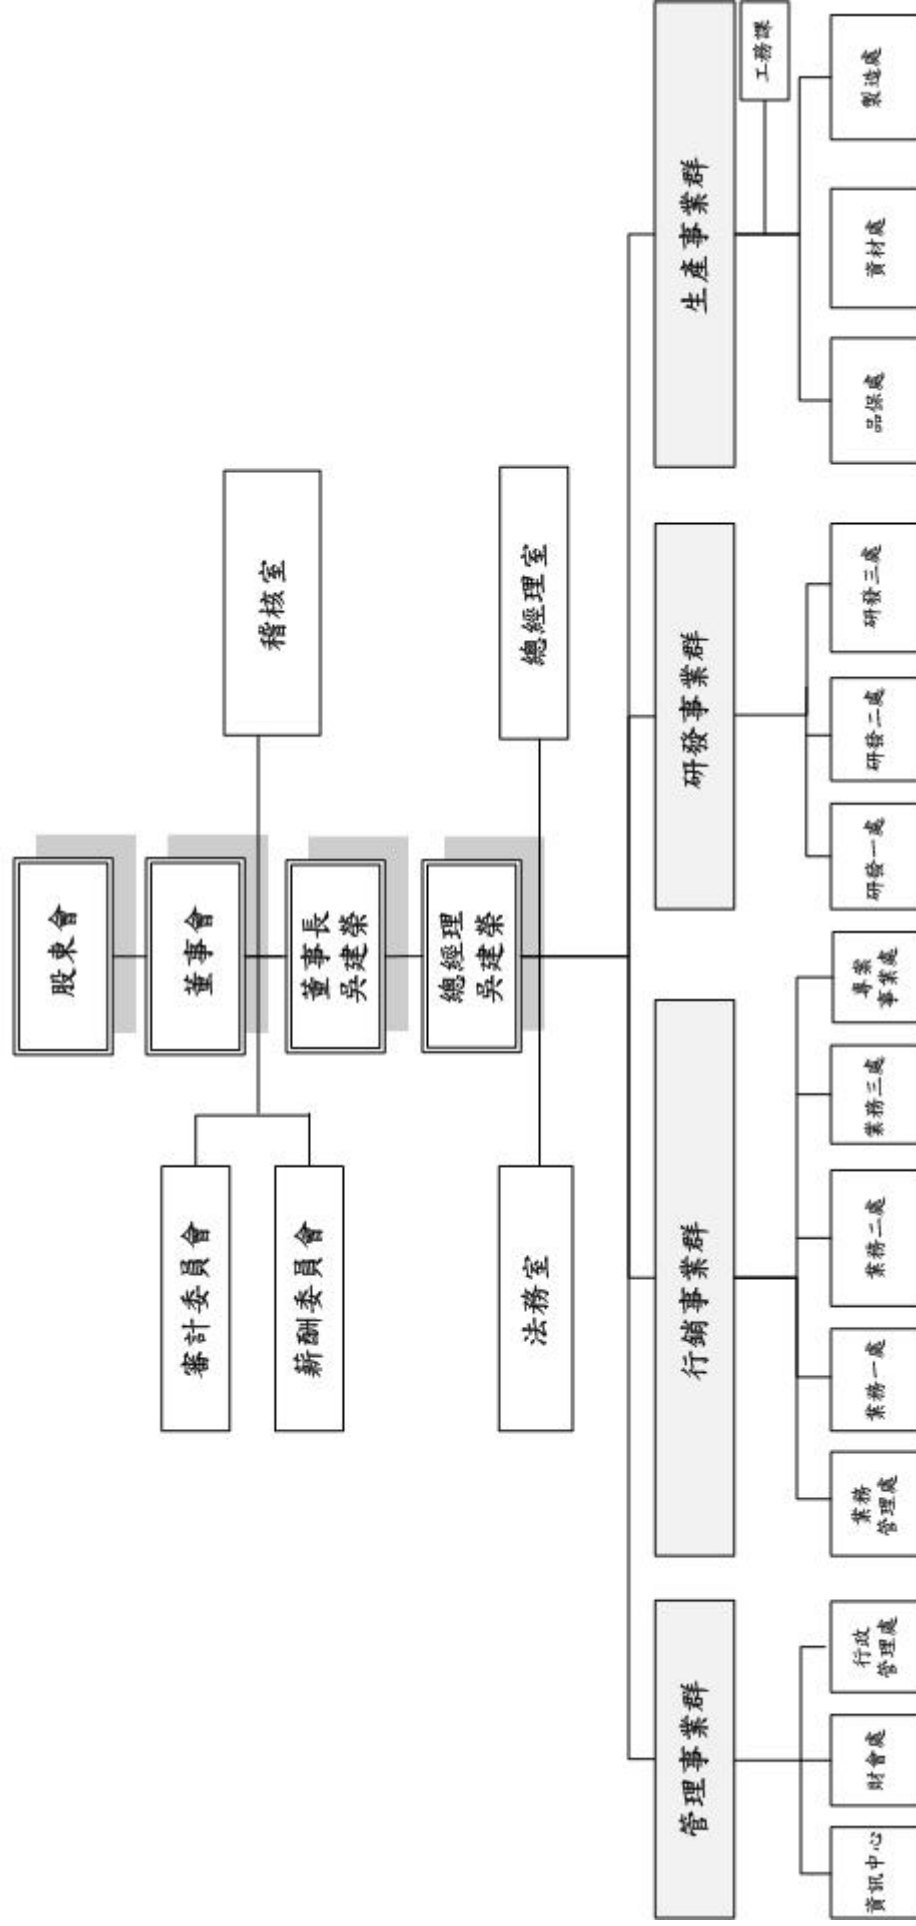 股東會
董事會
審計委員會
薪酬委員會
稽核室
董事長
吳建榮
總經理
吳建榮
法務室
總經理室
管理事業群
行銷事業群
研發事業群
生產事業群
工務課
資訊中心
財會處
行政
管理處
業務
管理處
業務一處
業務二處
業務三處
專案
事業處
研發一處
研發二處
研發三處
品保處
資材處
製造處